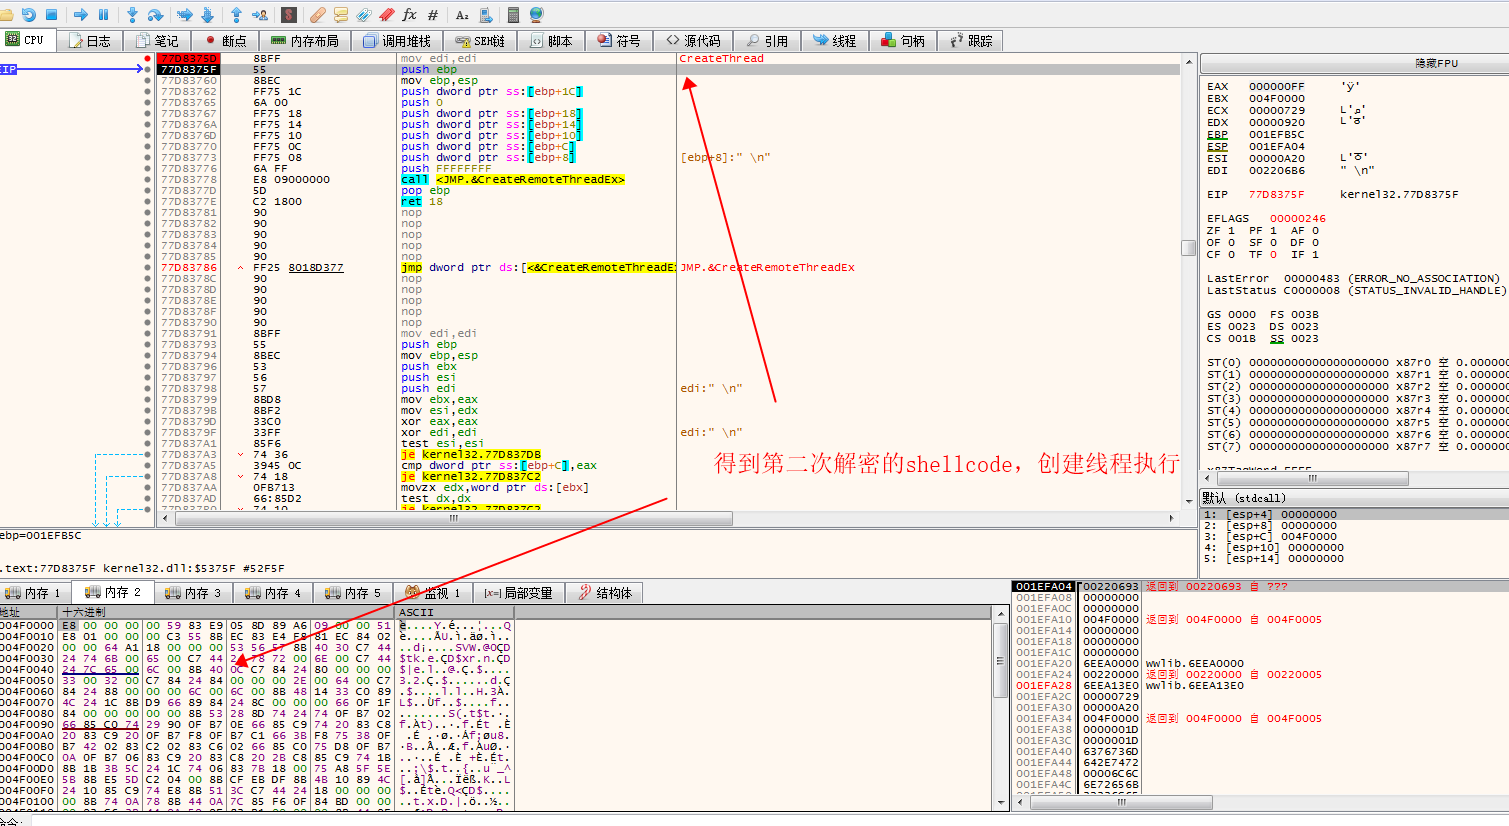 fx # A₂
CPU 日志 笔记 断点 内存布局 调用堆栈 SEH链 脚本 符号 源代码 引用 线程 句柄 跟踪
EIP
77D8375D 8BFF mov edi,edi CreateThread
77D8375F 55 push ebp
77D83760 8BEC mov ebp,esp
77D83762 FF75 1C push dword ptr ss:[ebp+1C]
77D83765 6A 00 push 0
77D83767 FF75 18 push dword ptr ss:[ebp+18]
77D8376A FF75 14 push dword ptr ss:[ebp+14]
77D8376D FF75 10 push dword ptr ss:[ebp+10]
77D83770 FF75 0C push dword ptr ss:[ebp+C]
77D83773 FF75 08 push dword ptr ss:[ebp+8] [ebp+8]:" \n"
77D83776 6A FF push FFFFFFFF
77D83778 E8 09000000 call <JMP.&CreateRemoteThreadEx>
77D8377D 5D pop ebp
77D8377E C2 1800 ret 18
77D83781 90 nop
77D83782 90 nop
77D83783 90 nop
77D83784 90 nop
77D83785 90 nop
77D83786 FF25 8018D377 jmp dword ptr ds:[<&CreateRemoteThreadE JMP.&CreateRemoteThreadEx
77D8378C 90 nop
77D8378D 90 nop
77D8378E 90 nop
77D8378F 90 nop
77D83790 90 nop
77D83791 8BFF mov edi,edi
77D83793 55 push ebp
77D83794 8BEC mov ebp,esp
77D83796 53 push ebx
77D83797 56 push esi
77D83798 57 push edi edi:" \n"
77D83799 8BD8 mov ebx,eax
77D8379B 8BF2 mov esi,edx
77D8379D 33C0 xor eax,eax
77D8379F 33FF xor edi,edi edi:" \n"
77D837A1 85F6 test esi,esi
77D837A3 74 36 je kernel32.77D837DB
77D837A5 3945 0C cmp dword ptr ss:[ebp+C],eax
77D837A8 74 18 je kernel32.77D837C2
77D837AA 0FB713 movzx edx,word ptr ds:[ebx]
77D837AD 66:85D2 test dx,dx
77D837B0 74 10 je kernel32.77D837C2
得到第二次解密的shellcode，创建线程执行
隐藏FPU
EAX 000000FF 'ÿ'
EBX 004F0000
ECX 00000729
EDX 00000920
EBP 001EFB5C
ESP 001EFA04
ESI 00000A20
EDI 002206B6 " \n"
EIP 77D8375F kernel32.77D8375F
EFLAGS 00000246
ZF 1 PF 1 AF 0
OF 0 SF 0 DF 0
CF 0 TF 0 IF 1
LastError 00000483 (ERROR_NO_ASSOCIATION)
LastStatus C0000008 (STATUS_INVALID_HANDLE)
GS 0000 FS 003B
ES 0023 DS 0023
CS 001B SS 0023
ST(0) 00000000000000000000 x87r0 空 0.000000
ST(1) 00000000000000000000 x87r1 空 0.000000
ST(2) 00000000000000000000 x87r2 空 0.000000
ST(3) 00000000000000000000 x87r3 空 0.000000
ST(4) 00000000000000000000 x87r4 空 0.000000
ST(5) 00000000000000000000 x87r5 空 0.000000
ST(6) 00000000000000000000 x87r6 空 0.000000
ST(7) 00000000000000000000 x87r7 空 0.000000
x87TagWord FFFF
默认 (stdcall)
1: [esp+4] 00000000
2: [esp+8] 00000000
3: [esp+C] 004F0000
4: [esp+10] 00000000
5: [esp+14] 00000000
ebp=001EFB5C
.text:77D8375F kernel32.dll:$5375F #52F5F
内存 1 内存 2 内存 3 内存 4 内存 5 监视 1 [x=]局部变量 结构体
地址 十六进制 ASCII
004F0000 E8 00 00 00 00 59 83 E9 05 8D 89 A6 09 00 00 51
004F0010 E8 01 00 00 00 C3 55 8B EC 83 E4 F8 81 EC 84 02
004F0020 00 00 64 A1 18 00 00 00 53 56 57 8B 40 30 C7 44
004F0030 24 74 6B 00 65 00 C7 44 24 78 72 00 6E 00 C7 44
004F0040 24 7C 65 00 6C 00 8B 40 0C C7 84 24 80 00 00 00
004F0050 33 00 32 00 C7 84 24 84 00 00 00 2E 00 64 00 C7
004F0060 84 24 88 00 00 00 6C 00 6C 00 8B 48 14 33 C0 89
004F0070 4C 24 1C 8B D9 66 89 84 24 8C 00 00 00 66 0F 1F
004F0080 84 00 00 00 00 00 8B 53 28 8D 74 24 74 0F B7 02
004F0090 66 85 C0 74 29 90 0F B7 0E 66 85 C9 74 20 83 C8
004F00A0 20 83 C9 20 0F B7 F8 0F B7 C1 66 3B F8 75 38 0F
004F00B0 B7 42 02 83 C2 02 83 C6 02 66 85 C0 75 D8 0F B7
004F00C0 0A 0F B7 06 83 C9 20 83 C8 20 2B C8 85 C9 74 1B
004F00D0 8B 1B 3B 5C 24 1C 74 06 83 7B 18 00 75 A8 5F 5E
004F00E0 5B 8B E5 5D C2 04 00 8B CF E8 DF 8B 4B 10 89 4C
004F00F0 24 10 85 C9 74 E8 8B 51 3C C7 44 24 18 00 00 00
004F0100 00 8B 74 0A 78 8B 44 0A 7C 85 F6 0F 84 BD 00 00
001EFA04 00220693 返回到 00220693 自 ???
001EFA08 00000000
001EFA0C 00000000
001EFA10 004F0000 返回到 004F0000 自 004F0005
001EFA14 00000000
001EFA18 00000000
001EFA1C 00000000
001EFA20 6EEA0000 wwlib.6EEA0000
001EFA24 00220000 返回到 00220000 自 00220005
001EFA28 6EEA13E0 wwlib.6EEA13E0
001EFA2C 00000729
001EFA30 00000A20
001EFA34 004F0000 返回到 004F0000 自 004F0005
001EFA38 0000001D
001EFA3C 0000001D
001EFA40 6376736D
001EFA44 642E7472
001EFA48 00006C6C
001EFA4C 6E72656B
命令: